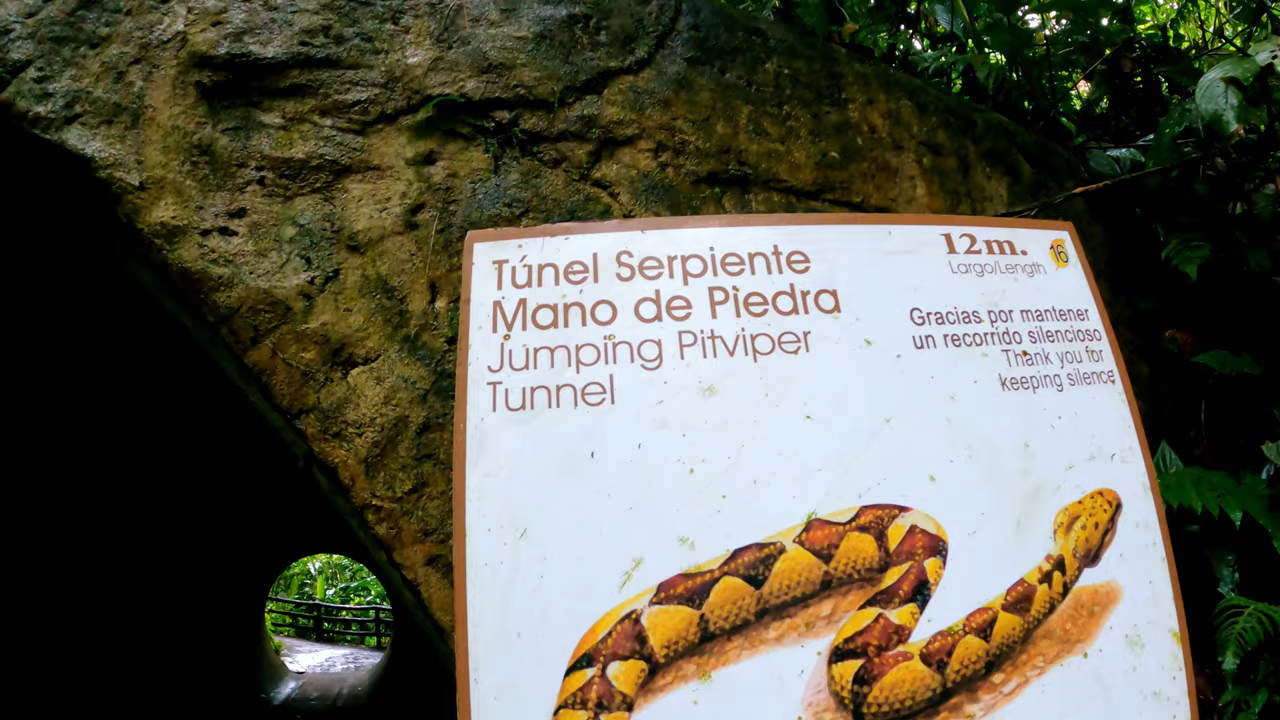 Túnel Serpiente
Mano de Piedra
Jumping Pitviper
Tunnel
12m.
Largo/Length
16
Gracias por mantener
un recorrido silencioso
Thank you for
keeping silence